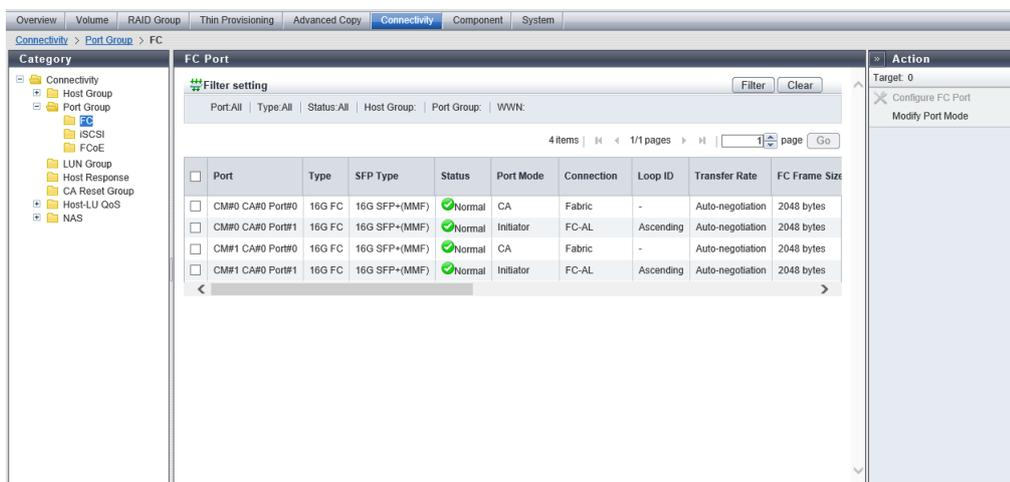 Overview Volume RAID Group Thin Provisioning Advanced Copy Connectivity Component System
Connectivity > Port Group > FC
Category
Connectivity
Host Group
Port Group
FC
iSCSI
FCoE
LUN Group
Host Response
CA Reset Group
Host-LU QoS
NAS
FC Port
Filter setting Filter Clear
Port:All | Type:All | Status:All | Host Group: | Port Group: | WWN:
4 items | 1/1 pages | 1 page Go
Port Type SFP Type Status Port Mode Connection Loop ID Transfer Rate FC Frame Size
CM#0 CA#0 Port#0 16G FC 16G SFP+(MMF) Normal CA Fabric - Auto-negotiation 2048 bytes
CM#0 CA#0 Port#1 16G FC 16G SFP+(MMF) Normal Initiator FC-AL Ascending Auto-negotiation 2048 bytes
CM#1 CA#0 Port#0 16G FC 16G SFP+(MMF) Normal CA Fabric - Auto-negotiation 2048 bytes
CM#1 CA#0 Port#1 16G FC 16G SFP+(MMF) Normal Initiator FC-AL Ascending Auto-negotiation 2048 bytes
» Action
Target: 0
Configure FC Port
Modify Port Mode